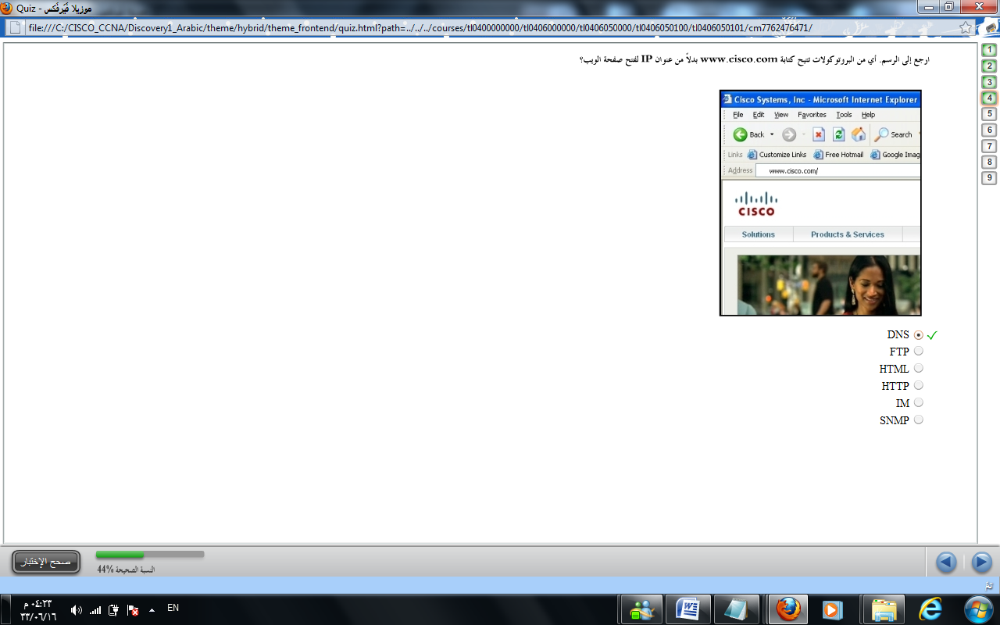 Quiz - موزيلا فَيَرفُكس
file:///C:/CISCO_CCNA/Discovery1_Arabic/theme/hybrid/theme_frontend/quiz.html?path=../../../courses/tl0400000000/tl0406000000/tl0406050000/tl0406050100/tl0406050101/cm7762476471/
ارجع إلى الرسم. أي من البروتوكولات تتيح كتابة www.cisco.com بدلاً من عنوان IP لفتح صفحة الويب؟
1
2
3
4
5
6
7
8
9
Cisco Systems, Inc - Microsoft Internet Explorer
File Edit View Favorites Tools Help
Back Search
Links Customize Links Free Hotmail Google Imag
Address www.cisco.com/
CISCO
Solutions Products & Services
DNS
FTP
HTML
HTTP
IM
SNMP
صحح الإختبار
النسبة الصحيحة 44%
EN
٠٤:٢٣ م
٣٣/٠٦/١٦